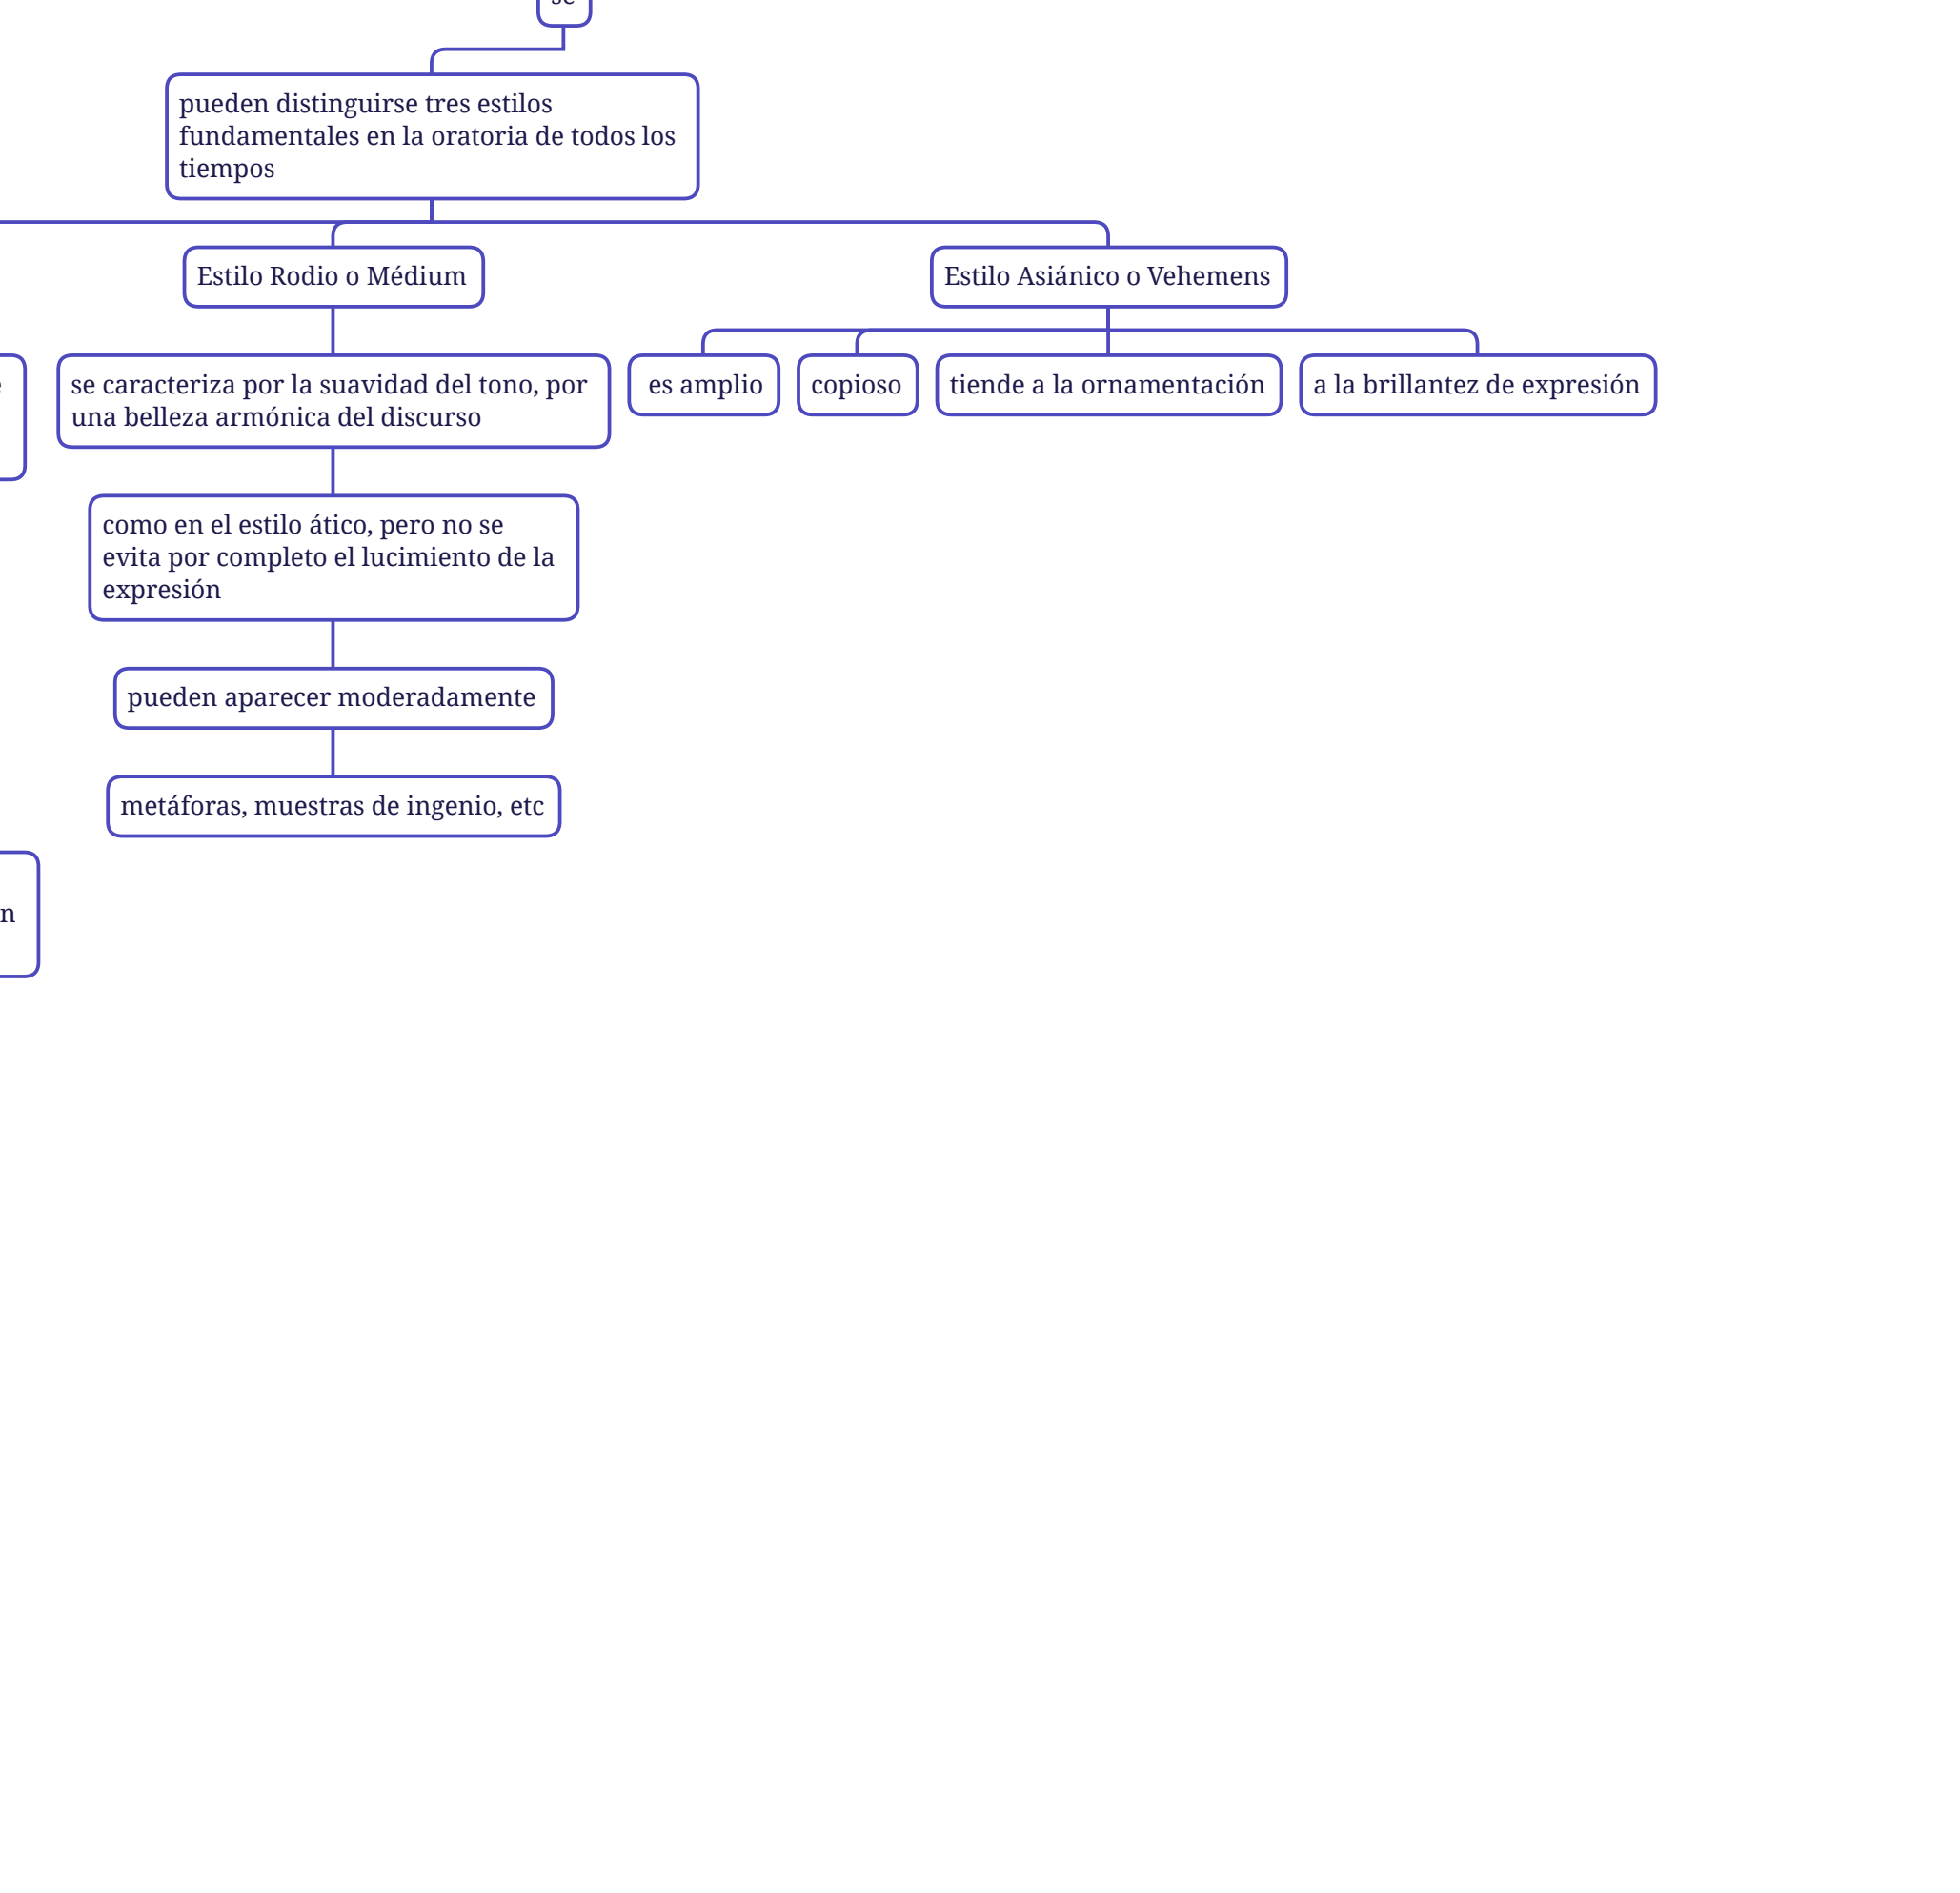 se
pueden distinguirse tres estilos
fundamentales en la oratoria de todos los
tiempos
Estilo Rodio o Médium
Estilo Asiánico o Vehemens
se caracteriza por la suavidad del tono, por
una belleza armónica del discurso
es amplio
copioso
tiende a la ornamentación
a la brillantez de expresión
como en el estilo ático, pero no se
evita por completo el lucimiento de la
expresión
pueden aparecer moderadamente
metáforas, muestras de ingenio, etc